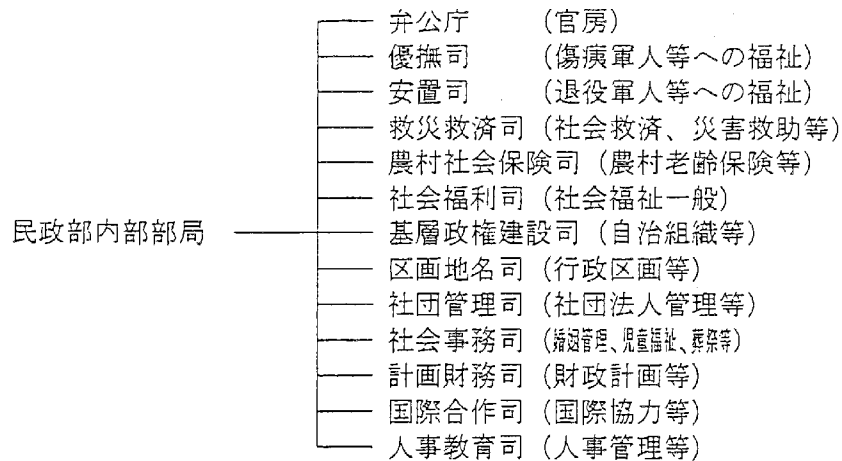 弁公庁 (官房)
優撫司 (傷痍軍人等への福祉)
安置司 (退役軍人等への福祉)
救災救済司 (社会救済、災害救助等)
農村社会保険司 (農村老齢保険等)
社会福利司 (社会福祉一般)
民政部内部部局 基層政権建設司 (自治組織等)
区画地名司 (行政区画等)
社団管理司 (社団法人管理等)
社会事務司 (婚姻管理、児童福祉、葬祭等)
計画財務司 (財政計画等)
国際合作司 (国際協力等)
人事教育司 (人事管理等)